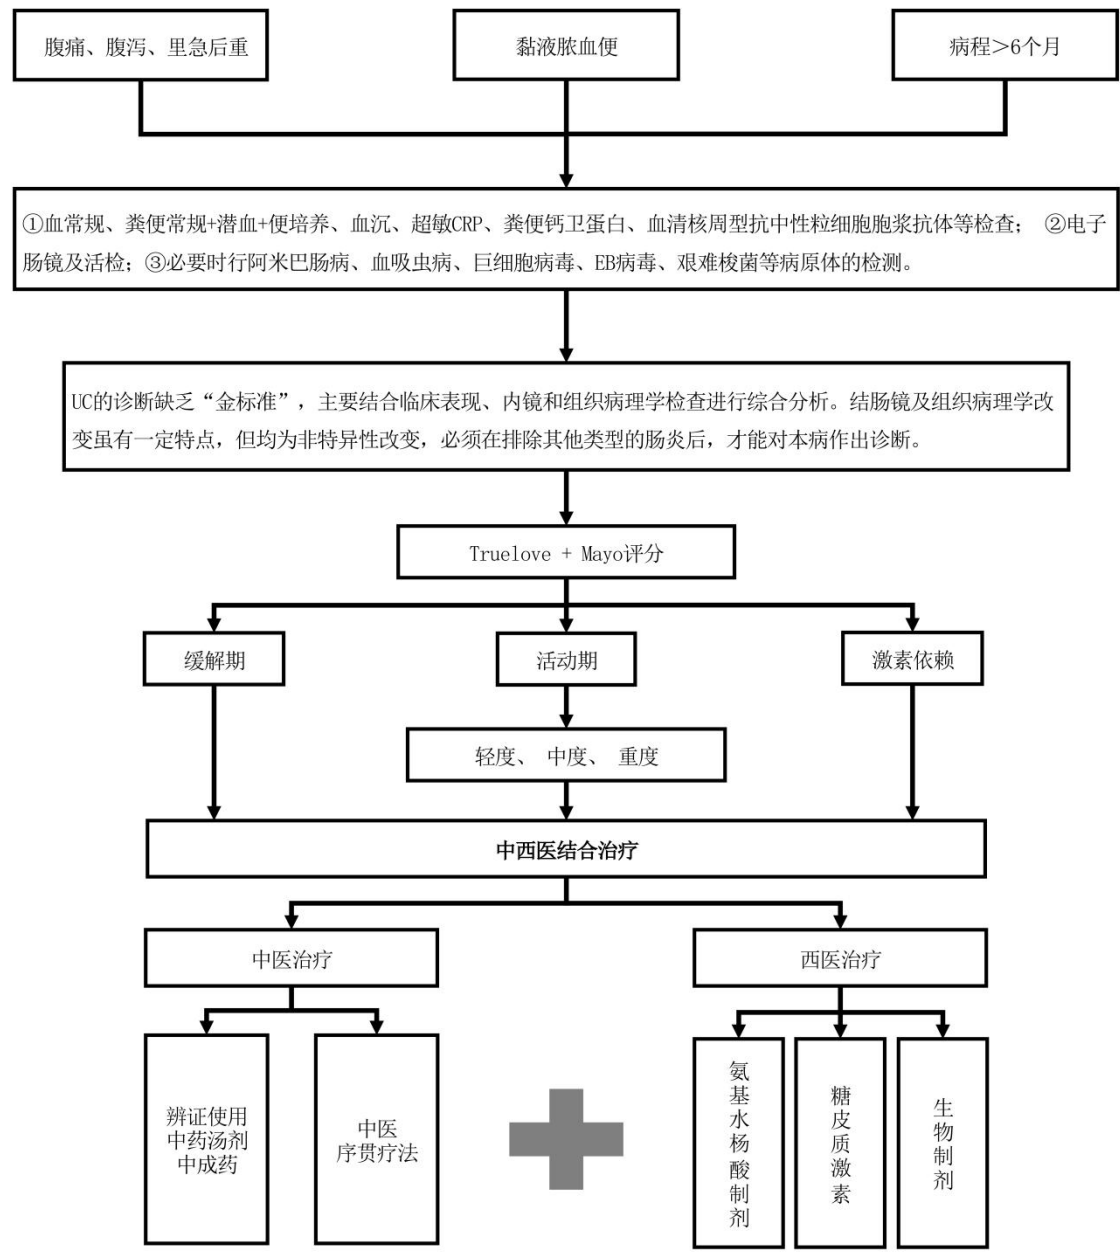 腹痛、腹泻、里急后重
黏液脓血便
病程>6个月
①血常规、粪便常规+潜血+便培养、血沉、超敏CRP、粪便钙卫蛋白、血清核周型抗中性粒细胞胞浆抗体等检查； ②电子
肠镜及活检；③必要时行阿米巴肠病、血吸虫病、巨细胞病毒、EB病毒、艰难梭菌等病原体的检测。
UC的诊断缺乏“金标准”，主要结合临床表现、内镜和组织病理学检查进行综合分析。结肠镜及组织病理学改
变虽有一定特点，但均为非特异性改变，必须在排除其他类型的肠炎后，才能对本病作出诊断。
Truelove + Mayo评分
缓解期
活动期
激素依赖
轻度、 中度、 重度
中西医结合治疗
中医治疗
西医治疗
辨证使用
中药汤剂
中成药
中医
序贯疗法
氨基水杨酸制剂
糖皮质激素
生物制剂